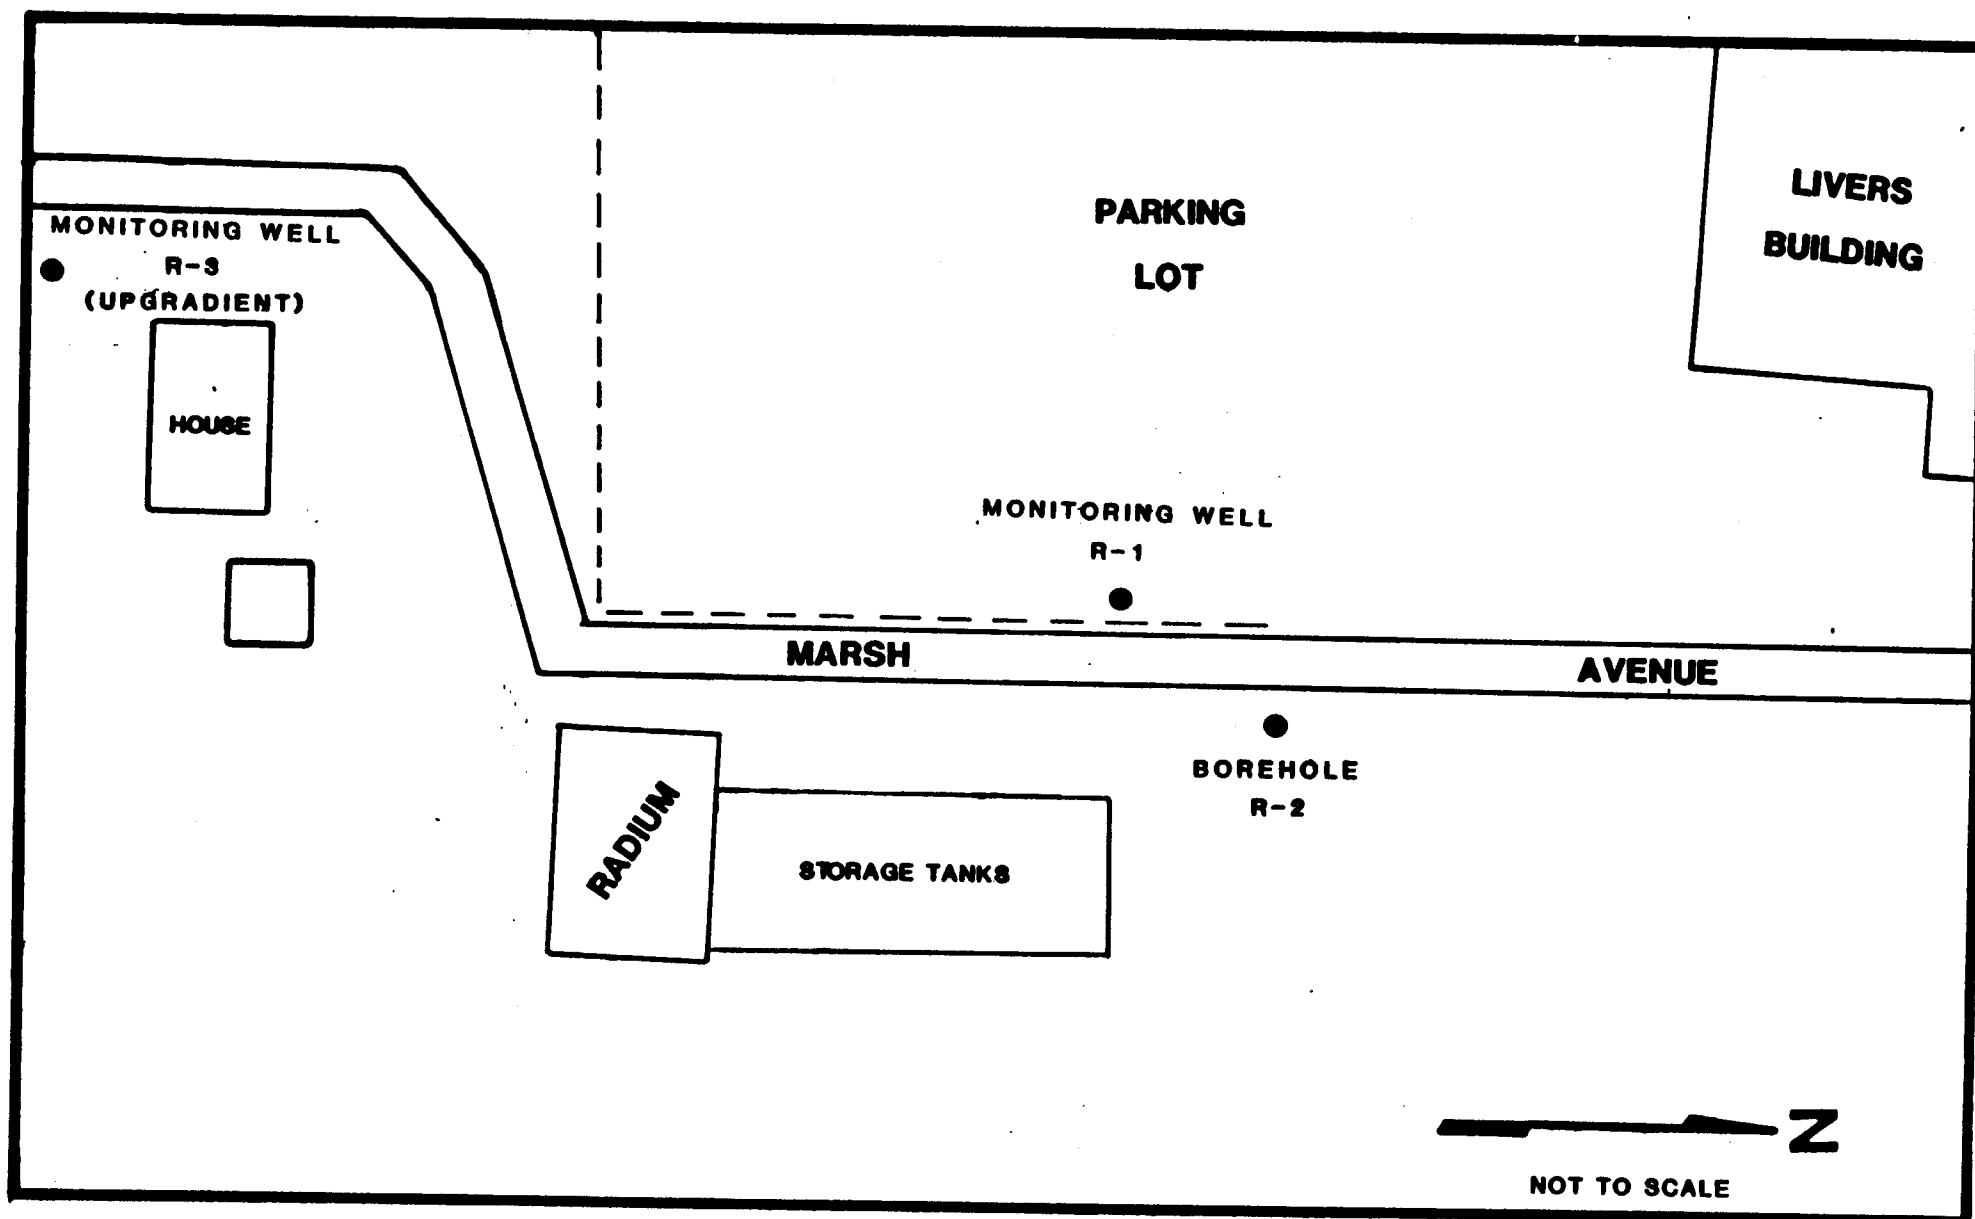 PARKING
LOT
LIVERS
BUILDING
MONITORING WELL
R-3
(UPGRADIENT)
HOUSE
MONITORING WELL
R-1
MARSH AVENUE
BOREHOLE
R-2
RADIUM
STORAGE TANKS
N
NOT TO SCALE